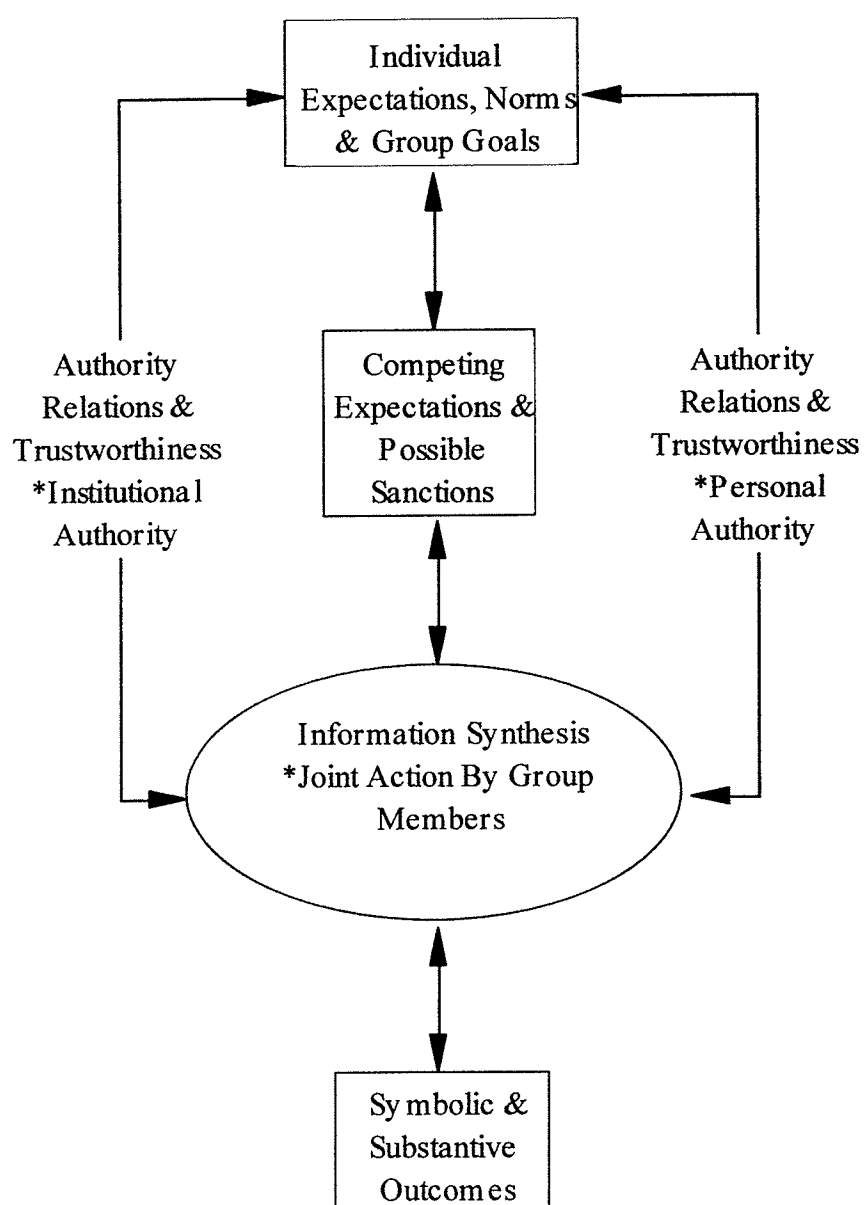 Individual
Expectations, Norms
& Group Goals
Authority
Relations &
Trustworthiness
*Institutional
Authority
Competing
Expectations &
Possible
Sanctions
Authority
Relations &
Trustworthiness
*Personal
Authority
Information Synthesis
*Joint Action By Group
Members
Symbolic &
Substantive
Outcomes